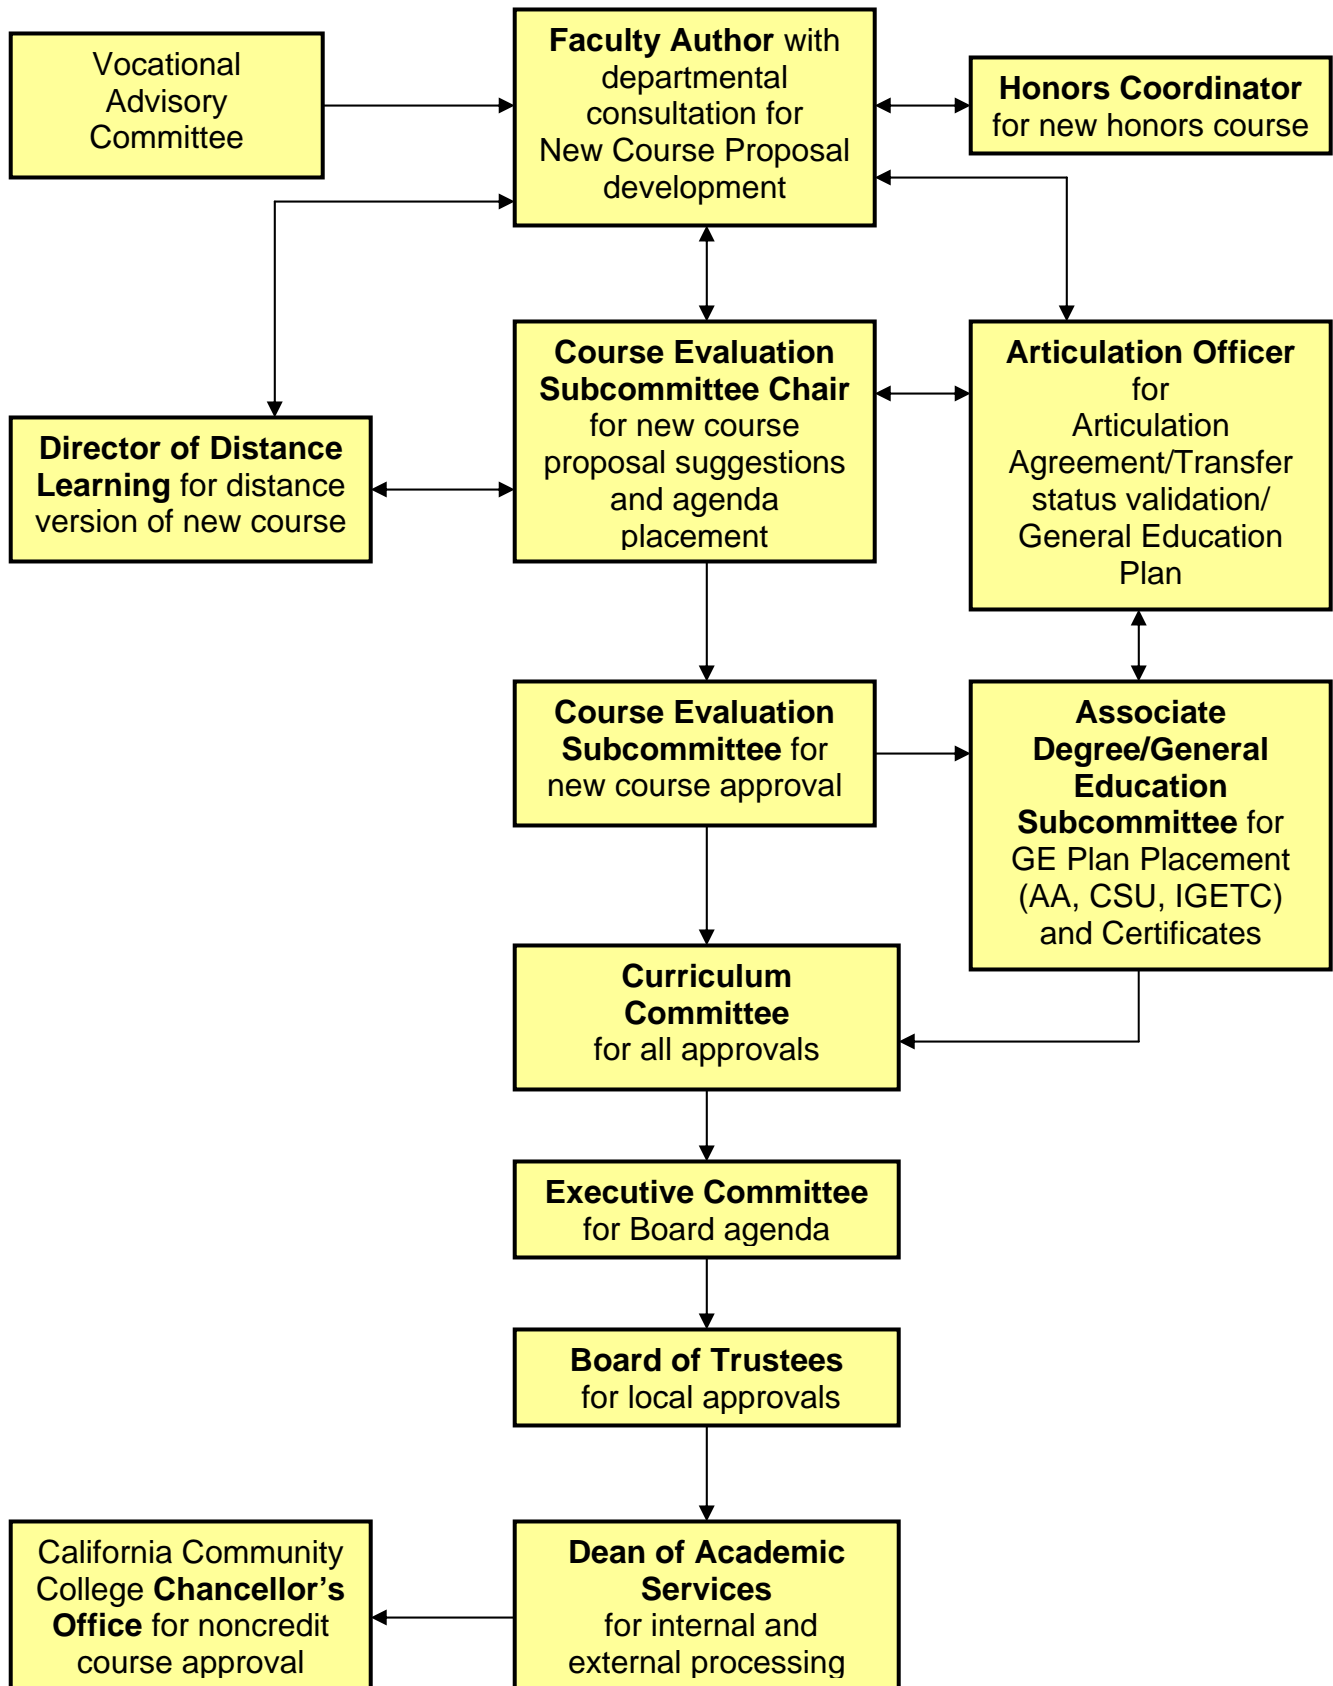 Vocational
Advisory
Committee
Faculty Author with
departmental
consultation for
New Course Proposal
development
Honors Coordinator
for new honors course
Course Evaluation
Subcommittee Chair
for new course
proposal suggestions
and agenda
placement
Articulation Officer
for
Articulation
Agreement/Transfer
status validation/
General Education
Plan
Director of Distance
Learning for distance
version of new course
Course Evaluation
Subcommittee for
new course approval
Associate
Degree/General
Education
Subcommittee for
GE Plan Placement
(AA, CSU, IGETC)
and Certificates
Curriculum
Committee
for all approvals
Executive Committee
for Board agenda
Board of Trustees
for local approvals
California Community
College Chancellor’s
Office for noncredit
course approval
Dean of Academic
Services
for internal and
external processing